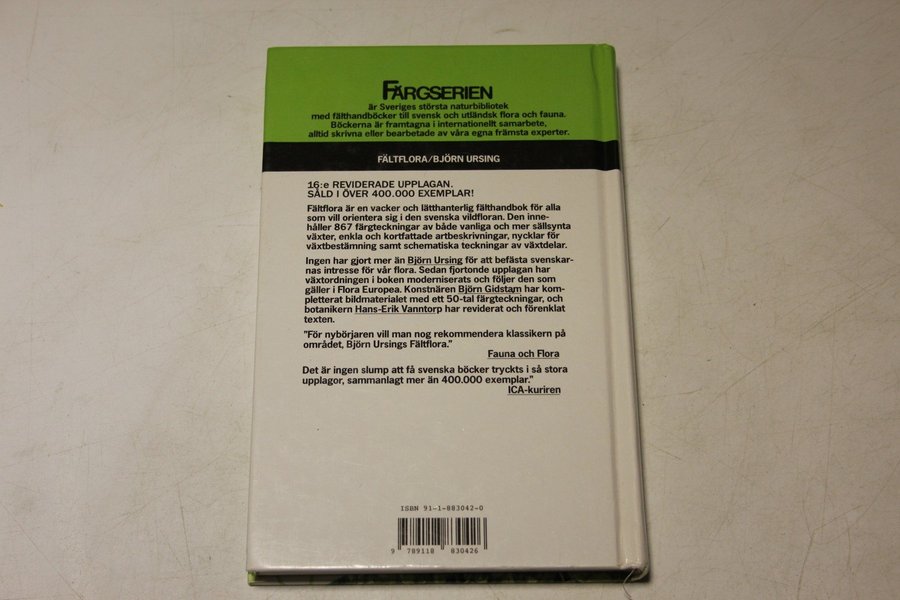 FÄRGSERIEN
är Sveriges största naturbibliotek
med fälthandböcker till svensk och utländsk flora och fauna.
Böckerna är framtagna i internationellt samarbete,
alltid skrivna eller bearbetade av våra egna främsta experter.
FÄLTFLORA/BJÖRN URSING
16:e REVIDERADE UPPLAGAN.
SÅLD I ÖVER 400.000 EXEMPLAR!
Fältflora är en vacker och lätthanterlig fälthandbok för alla
som vill orientera sig i den svenska vildfloran. Den inne-
håller 867 färgteckningar av både vanliga och mer sällsynta
växter, enkla och kortfattade artbeskrivningar, nycklar för
växtbestämning samt schematiska teckningar av växtdelar.
Ingen har gjort mer än Björn Ursing för att befästa svenskar-
nas intresse för vår flora. Sedan fjortonde upplagan har
växtordningen i boken moderniserats och följer den som
gäller i Flora Europea. Konstnären Björn Gidstam har kom-
pletterat bildmaterialet med ett 50-tal färgteckningar, och
botanikern Hans-Erik Vanntorp har reviderat och förenklat
texten.
"För nybörjaren vill man nog rekommendera klassikern på
området, Björn Ursings Fältflora."
Fauna och Flora
Det är ingen slump att få svenska böcker tryckts i så stora
upplagor, sammanlagt mer än 400.000 exemplar."
ICA-kuriren
ISBN 91-1-883042-0
9 789118 830426